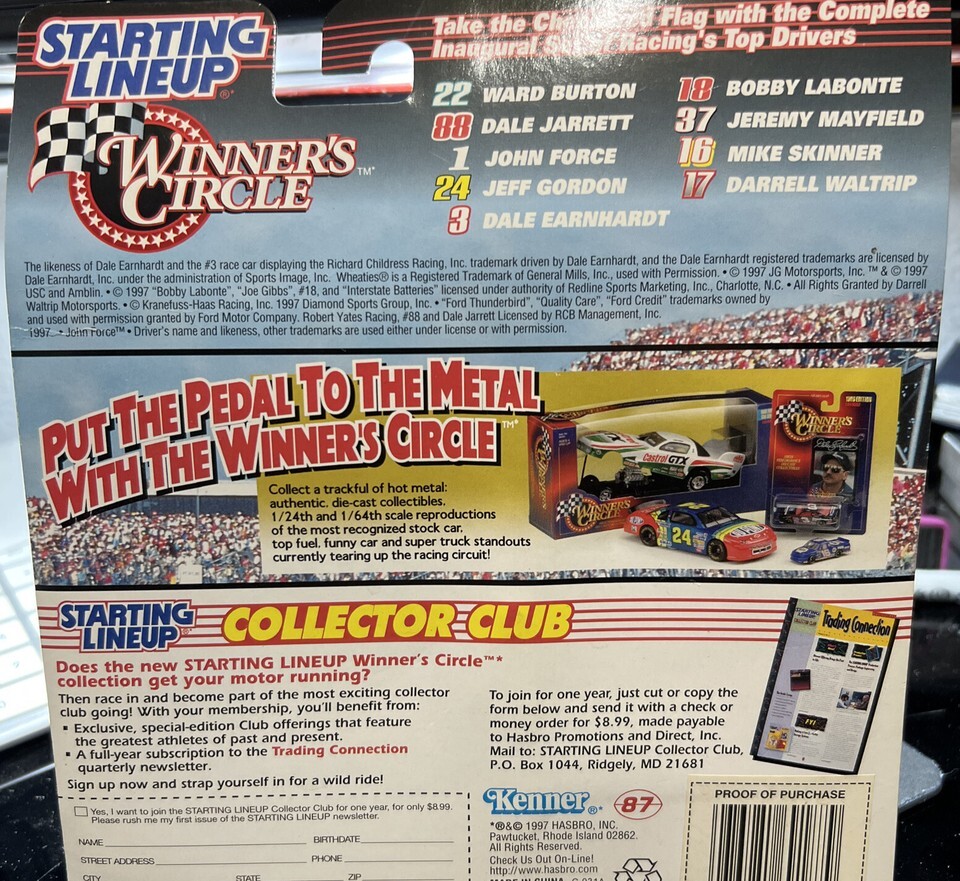 STARTING
LINEUP®
WINNER'S
CIRCLE™
Take the Flag with the Complete
Inaugural Racing's Top Drivers
22 WARD BURTON
88 DALE JARRETT
1 JOHN FORCE
24 JEFF GORDON
3 DALE EARNHARDT
18 BOBBY LABONTE
37 JEREMY MAYFIELD
16 MIKE SKINNER
17 DARRELL WALTRIP
The likeness of Dale Earnhardt and the #3 race car displaying the Richard Childress Racing, Inc. trademark driven by Dale Earnhardt, and the Dale Earnhardt registered trademarks are licensed by
Dale Earnhardt, Inc. under the administration of Sports Image, Inc. Wheaties® is a Registered Trademark of General Mills, Inc., used with Permission. • © 1997 JG Motorsports, Inc. ™ & © 1997
USC and Amblin. • © 1997 "Bobby Labonte", "Joe Gibbs", #18, and "Interstate Batteries" licensed under authority of Redline Sports Marketing, Inc., Charlotte, N.C. • All Rights Granted by Darrell
Waltrip Motorsports. • © Kranefuss-Haas Racing, Inc. 1997 Diamond Sports Group, Inc. • "Ford Thunderbird", "Quality Care", "Ford Credit" trademarks owned by
and used with permission granted by Ford Motor Company. Robert Yates Racing, #88 and Dale Jarrett Licensed by RCB Management, Inc.
1997 • John Force™ • Driver's name and likeness, other trademarks are used either under license or with permission.
PUT THE PEDAL TO THE METAL
WITH THE WINNER'S CIRCLE™
Collect a trackful of hot metal:
authentic. die-cast collectibles.
1/24th and 1/64th scale reproductions
of the most recognized stock car.
top fuel. funny car and super truck standouts
currently tearing up the racing circuit!
Castrol GTX
WINNER'S
CIRCLE
24
WINNER'S
CIRCLE
STARTING
LINEUP®
COLLECTOR CLUB
Does the new STARTING LINEUP Winner's Circle™*
collection get your motor running?
Then race in and become part of the most exciting collector
club going! With your membership, you'll benefit from:
• Exclusive, special-edition Club offerings that feature
the greatest athletes of past and present.
• A full-year subscription to the Trading Connection
quarterly newsletter.
Sign up now and strap yourself in for a wild ride!
To join for one year, just cut or copy the
form below and send it with a check or
money order for $8.99, made payable
to Hasbro Promotions and Direct, Inc.
Mail to: STARTING LINEUP Collector Club,
P.O. Box 1044, Ridgely, MD 21681
Trading Connection
FYI
Yes, I want to join the STARTING LINEUP Collector Club for one year, for only $8.99.
Please rush me my first issue of the STARTING LINEUP newsletter.
NAME BIRTHDATE
STREET ADDRESS PHONE
CITY STATE ZIP
Kenner® 87
*®&© 1997 HASBRO, INC.
Pawtucket, Rhode Island 02862.
All Rights Reserved.
Check Us Out On-Line!
http://www.hasbro.com
MADE IN CHINA
PROOF OF PURCHASE